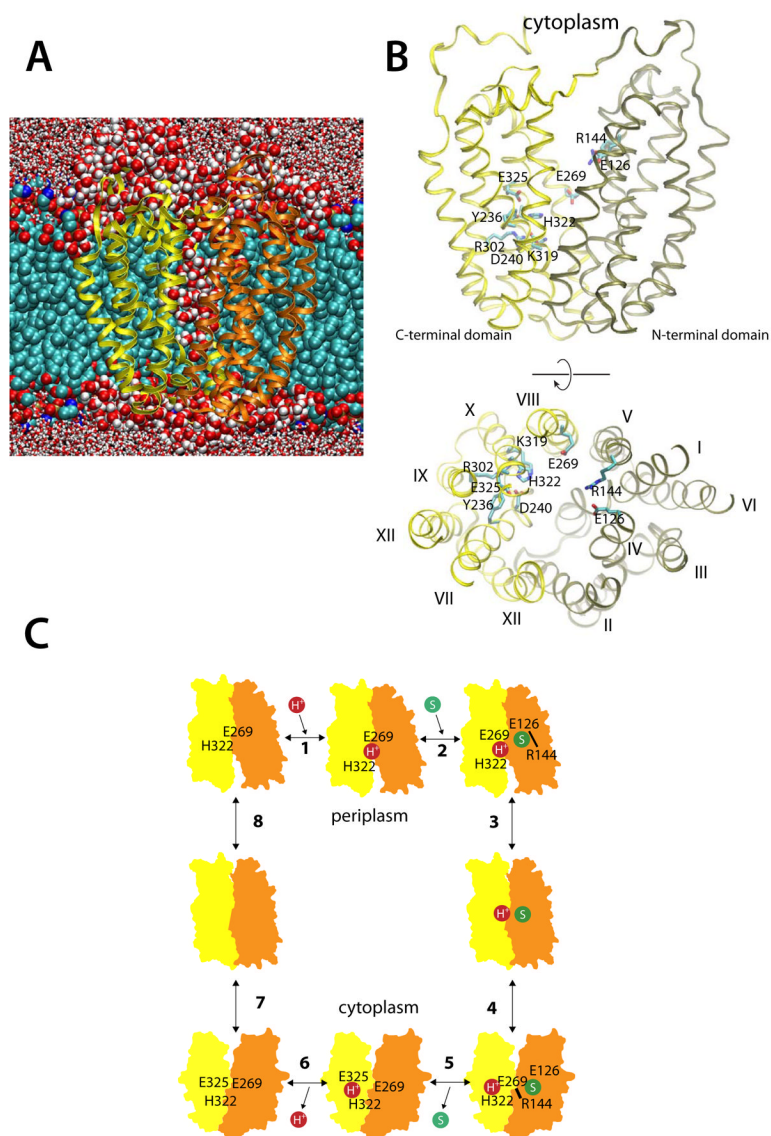 A
B
cytoplasm
R144
E126
E325
E269
Y236
H322
R302
D240
K319
C-terminal domain
N-terminal domain
VIII
X
V
K319
I
E269
IX
R302
E325
H322
R144
VI
Y236
D240
E126
XII
IV
III
VII
XII
II
C
H⁺
S
E126
E269
E269
E269
H322
1
H⁺
2
H⁺
S
H322
H322
R144
periplasm
8
3
H⁺
S
7
cytoplasm
4
6
5
E126
E325
E269
E325
E269
H⁺
E269
H⁺
S
H322
H322
H322
R144
H⁺
S